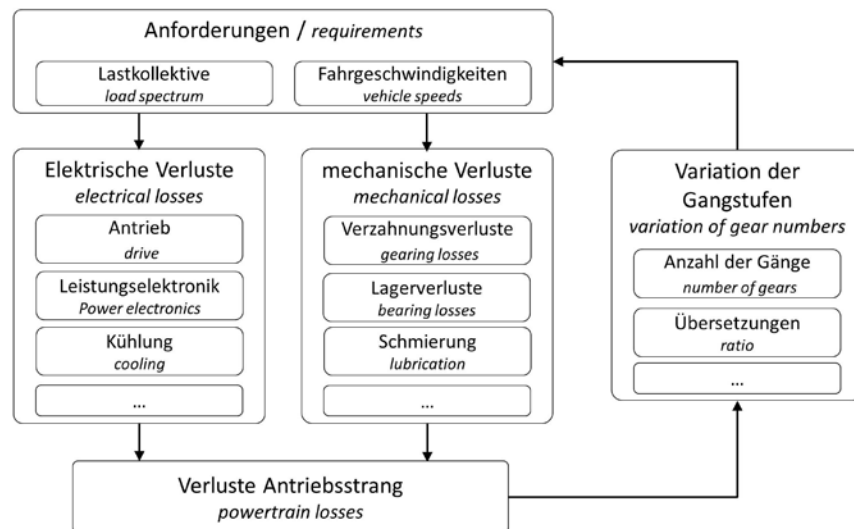 Anforderungen / requirements
Lastkollektive
load spectrum
Fahrgeschwindigkeiten
vehicle speeds
Elektrische Verluste
electrical losses
Antrieb
drive
Leistungselektronik
Power electronics
Kühlung
cooling
...
mechanische Verluste
mechanical losses
Verzahnungsverluste
gearing losses
Lagerverluste
bearing losses
Schmierung
lubrication
...
Variation der
Gangstufen
variation of gear numbers
Anzahl der Gänge
number of gears
Übersetzungen
ratio
...
Verluste Antriebsstrang
powertrain losses